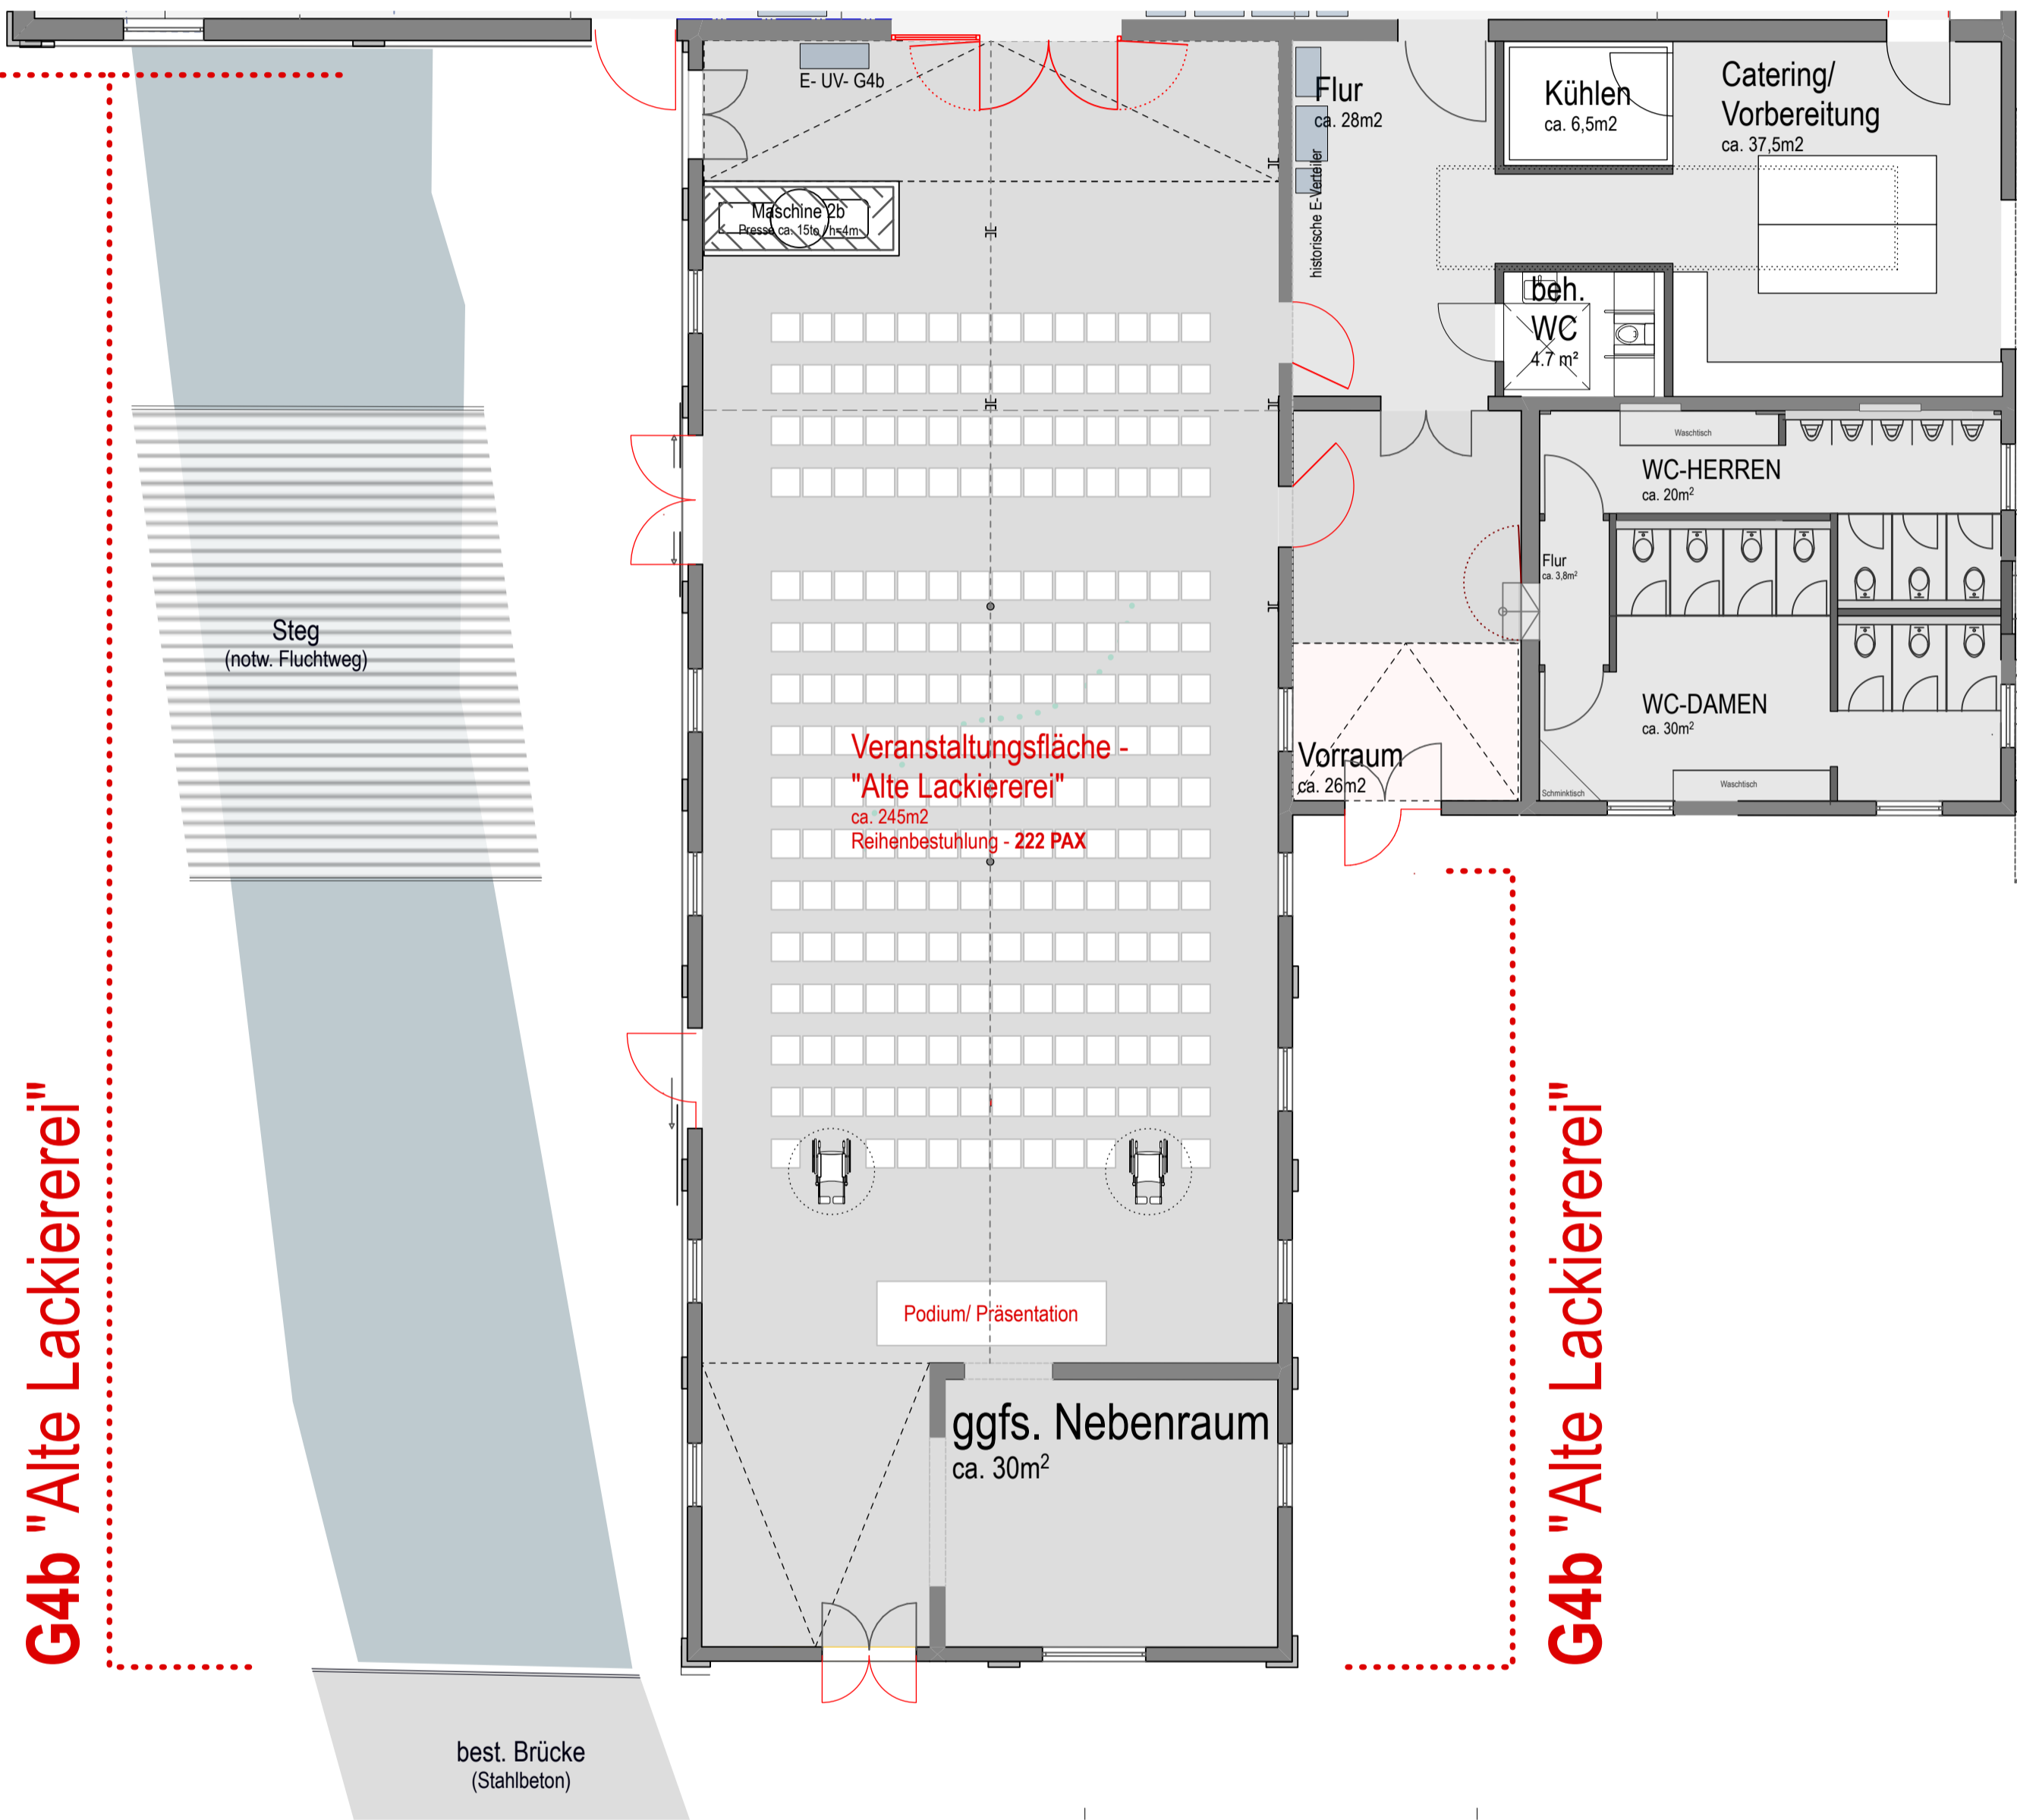 E- UV- G4b
Flur
ca. 28m2
historische E-Verteiler
Kühlen
ca. 6,5m2
Catering/
Vorbereitung
ca. 37,5m2
Maschine 2b
Presse ca. 15to / h=4m
beh.
WC
4.7 m²
Waschtisch
WC-HERREN
ca. 20m²
Flur
ca. 3,8m²
Steg
(notw. Fluchtweg)
WC-DAMEN
ca. 30m²
Veranstaltungsfläche -
"Alte Lackiererei"
ca. 245m2
Reihenbestuhlung - 222 PAX
Vorraum
ca. 26m2
Schminktisch
Waschtisch
G4b "Alte Lackiererei"
G4b "Alte Lackiererei"
Podium/ Präsentation
ggfs. Nebenraum
ca. 30m²
best. Brücke
(Stahlbeton)